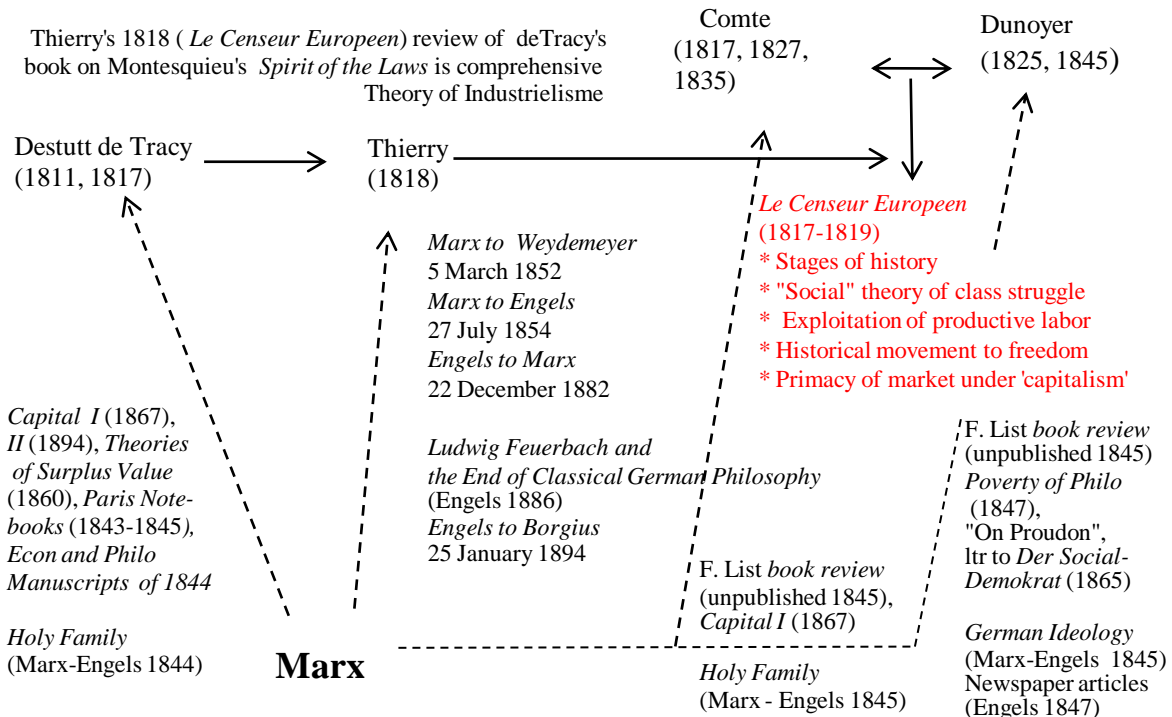 Thierry's 1818 ( Le Censeur Europeen) review of deTracy's
book on Montesquieu's Spirit of the Laws is comprehensive
Theory of Industrielisme
Comte
(1817, 1827,
1835)
Dunoyer
(1825, 1845)
Destutt de Tracy
(1811, 1817)
Thierry
(1818)
Le Censeur Europeen
(1817-1819)
* Stages of history
* "Social" theory of class struggle
* Exploitation of productive labor
* Historical movement to freedom
* Primacy of market under 'capitalism'
Marx to Weydemeyer
5 March 1852
Marx to Engels
27 July 1854
Engels to Marx
22 December 1882
Ludwig Feuerbach and
the End of Classical German Philosophy
(Engels 1886)
Engels to Borgius
25 January 1894
Capital I (1867),
II (1894), Theories
of Surplus Value
(1860), Paris Note-
books (1843-1845),
Econ and Philo
Manuscripts of 1844
Holy Family
(Marx-Engels 1844)
Marx
F. List book review
(unpublished 1845),
Capital I (1867)
Holy Family
(Marx - Engels 1845)
F. List book review
(unpublished 1845)
Poverty of Philo
(1847),
"On Proudon",
ltr to Der Social-
Demokrat (1865)
German Ideology
(Marx-Engels 1845)
Newspaper articles
(Engels 1847)